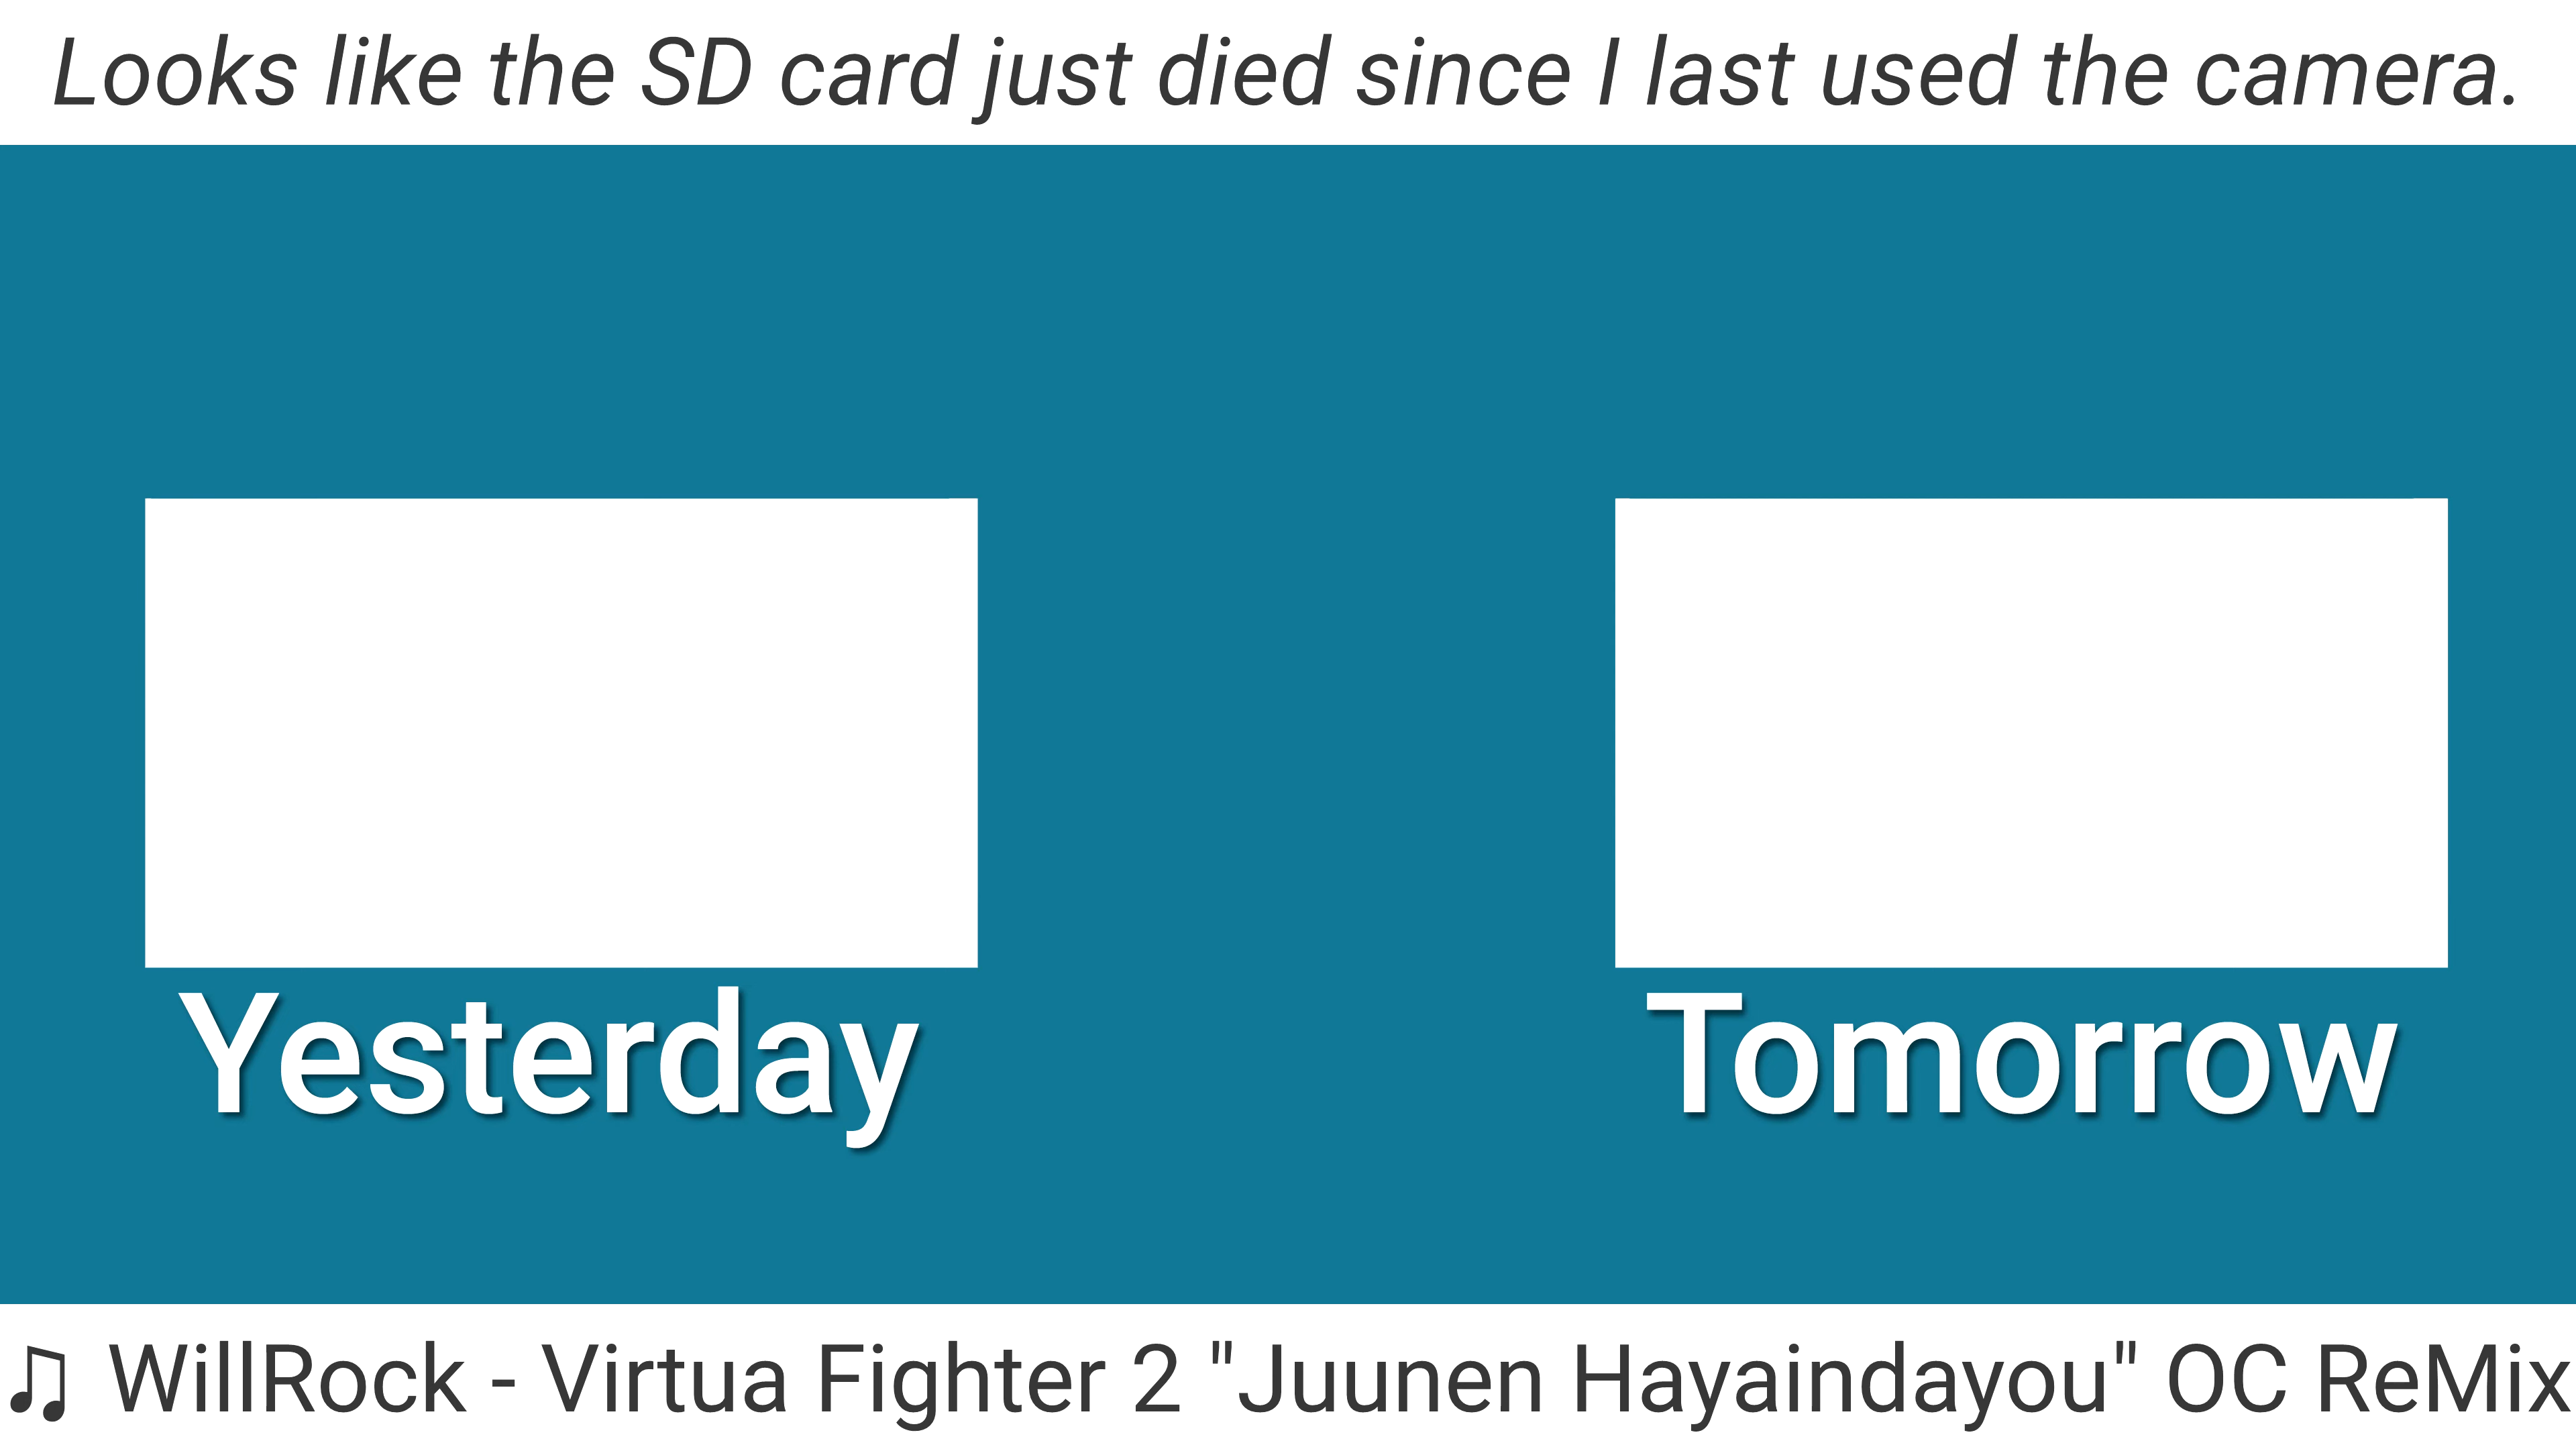 Looks like the SD card just died since I last used the camera.
Yesterday
Tomorrow
♫ WillRock - Virtua Fighter 2 "Juunen Hayaindayou" OC ReMix